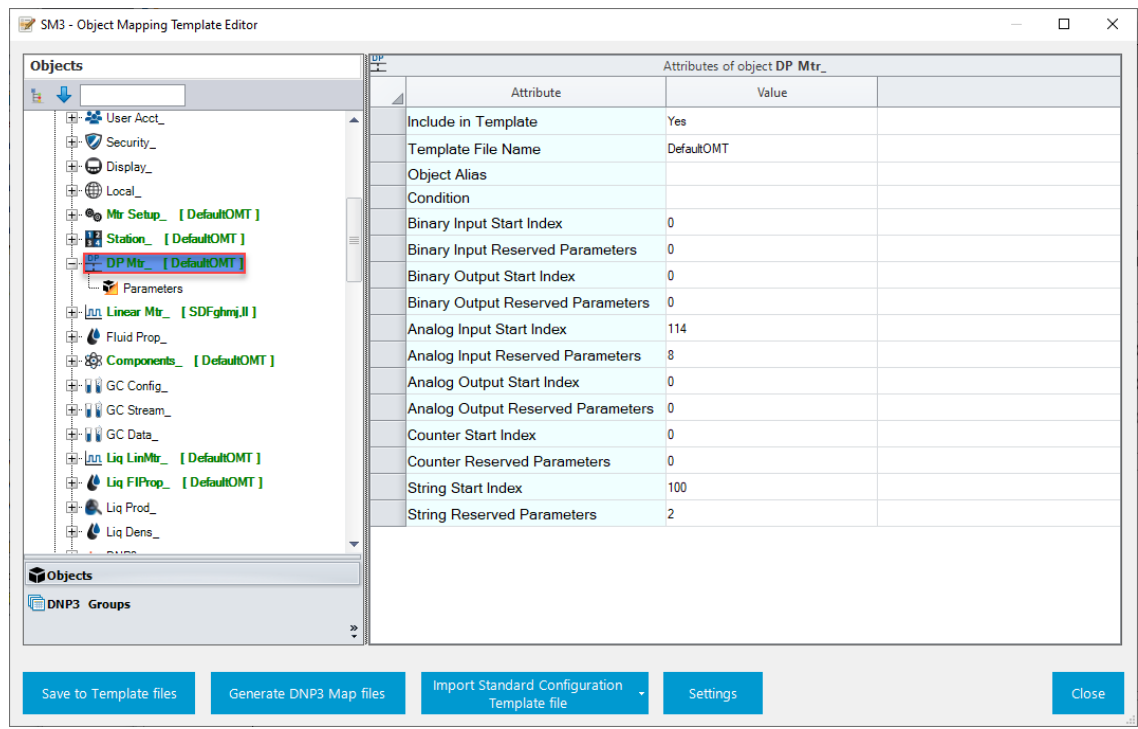 SM3 - Object Mapping Template Editor
Objects
User Acct_
Security_
Display_
Local_
Mtr Setup_ [ DefaultOMT ]
Station_ [ DefaultOMT ]
DP Mtr_ [ DefaultOMT ]
Parameters
Linear Mtr_ [ SDFghmj,ll ]
Fluid Prop_
Components_ [ DefaultOMT ]
GC Config_
GC Stream_
GC Data_
Liq LinMtr_ [ DefaultOMT ]
Liq FlProp_ [ DefaultOMT ]
Liq Prod_
Liq Dens_
Objects
DNP3 Groups
DP
Attributes of object DP Mtr_
Attribute Value
Include in Template Yes
Template File Name DefaultOMT
Object Alias
Condition
Binary Input Start Index 0
Binary Input Reserved Parameters 0
Binary Output Start Index 0
Binary Output Reserved Parameters 0
Analog Input Start Index 114
Analog Input Reserved Parameters 8
Analog Output Start Index 0
Analog Output Reserved Parameters 0
Counter Start Index 0
Counter Reserved Parameters 0
String Start Index 100
String Reserved Parameters 2
Save to Template files
Generate DNP3 Map files
Import Standard Configuration
Template file
Settings
Close